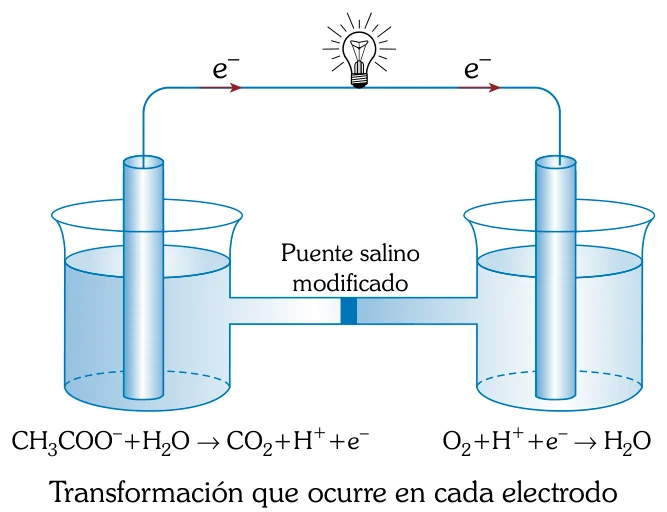 e⁻ e⁻
Puente salino
modificado
CH₃COO⁻+H₂O → CO₂+H⁺+e⁻ O₂+H⁺+e⁻ → H₂O
Transformación que ocurre en cada electrodo